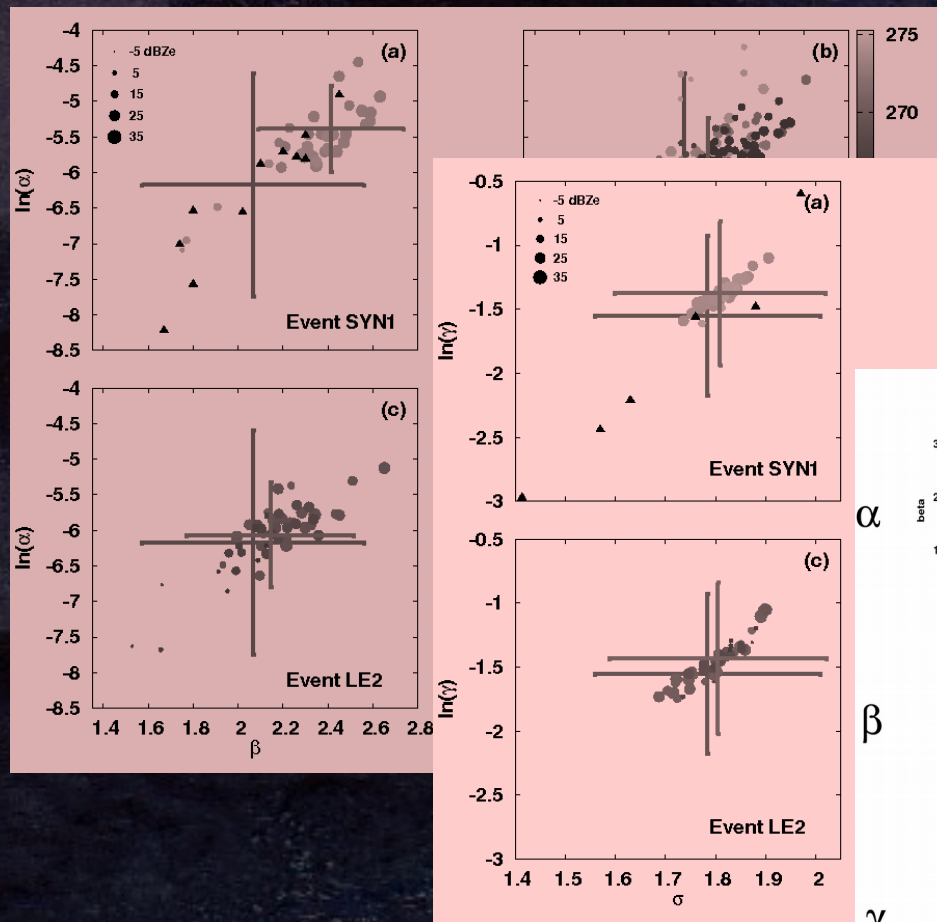 (a)
-5 dBZe
5
15
25
35
-4
-4.5
-5
-5.5
-6
-6.5
-7
-7.5
-8
-8.5
ln(α)
Event SYN1
(b)
275
270
(c)
-4
-4.5
-5
-5.5
-6
-6.5
-7
-7.5
-8
-8.5
ln(α)
Event LE2
1.4 1.6 1.8 2 2.2 2.4 2.6 2.8
β
(a)
-5 dBZe
5
15
25
35
-0.5
-1
-1.5
-2
-2.5
-3
ln(γ)
Event SYN1
(c)
-0.5
-1
-1.5
-2
-2.5
-3
ln(γ)
Event LE2
1.4 1.5 1.6 1.7 1.8 1.9 2
σ
α
beta
3
2
1
β
γ